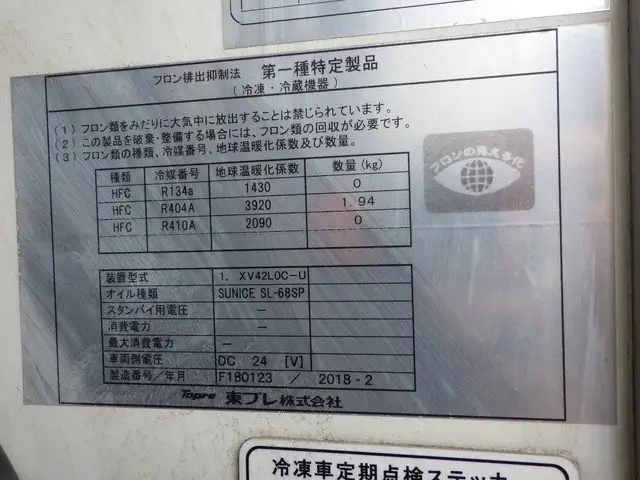 フロン排出抑制法 第一種特定製品
(冷凍・冷蔵機器)
(1) フロン類をみだりに大気中に放出することは禁じられています。
(2) この製品を破棄・整備する場合には、フロン類の回収が必要です。
(3) フロン類の種類、冷媒番号、地球温暖化係数及び数量。
フロンの見える化
種類 冷媒番号 地球温暖化係数 数量(kg)
HFC R134a 1430 0
HFC R404A 3920 1.94
HFC R410A 2090 0
装置型式 1. XV42LOC-U
オイル種類 SUNICE SL-68SP
スタンバイ用電圧 —
消費電力 —
最大消費電力 —
車両側電圧 DC 24 [V]
製造番号/年月 F180123 / 2018-2
Topre 東プレ株式会社
冷凍車定期点検ステッカ